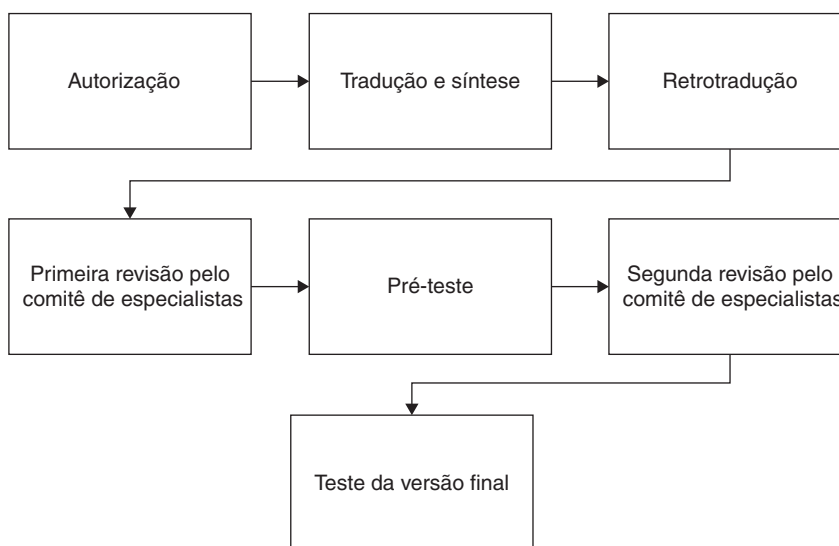 Autorização
Tradução e síntese
Retrotradução
Primeira revisão pelo
comitê de especialistas
Pré-teste
Segunda revisão pelo
comitê de especialistas
Teste da versão final